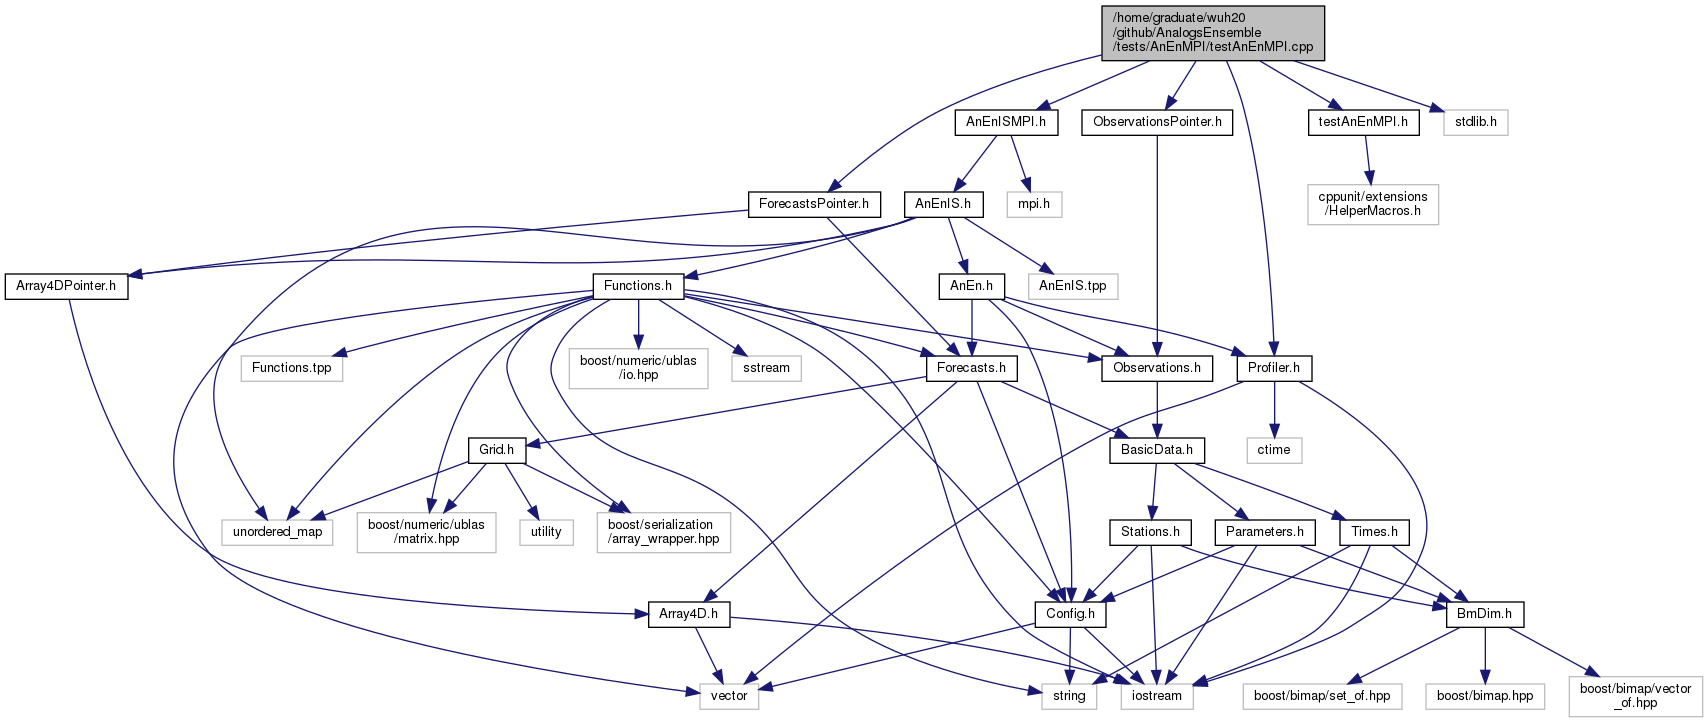 /home/graduate/wuh20
/github/AnalogsEnsemble
/tests/AnEnMPI/testAnEnMPI.cpp
AnEnISMPI.h
ObservationsPointer.h
testAnEnMPI.h
stdlib.h
ForecastsPointer.h
AnEnIS.h
mpi.h
cppunit/extensions
/HelperMacros.h
Array4DPointer.h
Functions.h
AnEn.h
AnEnIS.tpp
Functions.tpp
boost/numeric/ublas
/io.hpp
sstream
Forecasts.h
Observations.h
Profiler.h
Grid.h
BasicData.h
ctime
unordered_map
boost/numeric/ublas
/matrix.hpp
utility
boost/serialization
/array_wrapper.hpp
Stations.h
Parameters.h
Times.h
Array4D.h
Config.h
BmDim.h
vector
string
iostream
boost/bimap/set_of.hpp
boost/bimap.hpp
boost/bimap/vector
_of.hpp